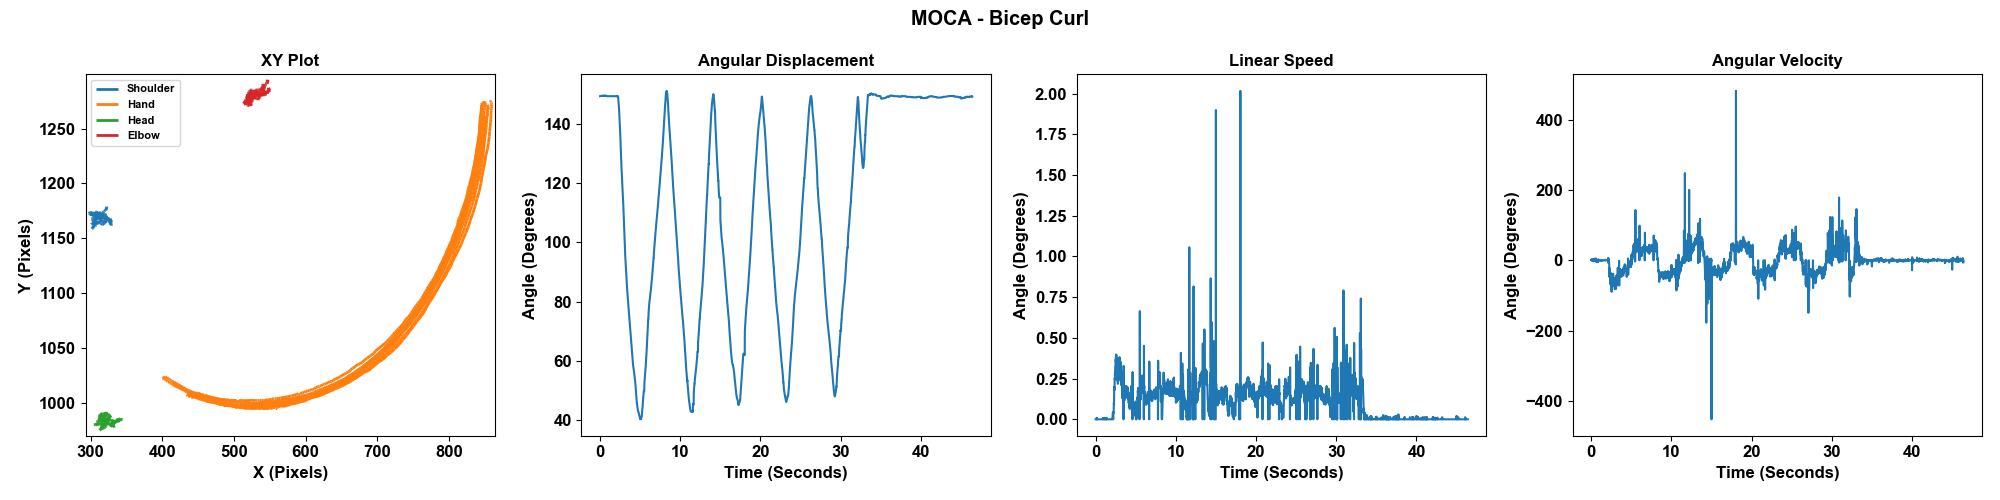 MOCA - Bicep Curl
XY Plot
Shoulder
Hand
Head
Elbow
1250
1200
1150
1100
1050
1000
300 400 500 600 700 800
Y (Pixels)
X (Pixels)
Angular Displacement
140
120
100
80
60
40
0 10 20 30 40
Angle (Degrees)
Time (Seconds)
Linear Speed
2.00
1.75
1.50
1.25
1.00
0.75
0.50
0.25
0.00
0 10 20 30 40
Angle (Degrees)
Time (Seconds)
Angular Velocity
400
200
0
−200
−400
0 10 20 30 40
Angle (Degrees)
Time (Seconds)